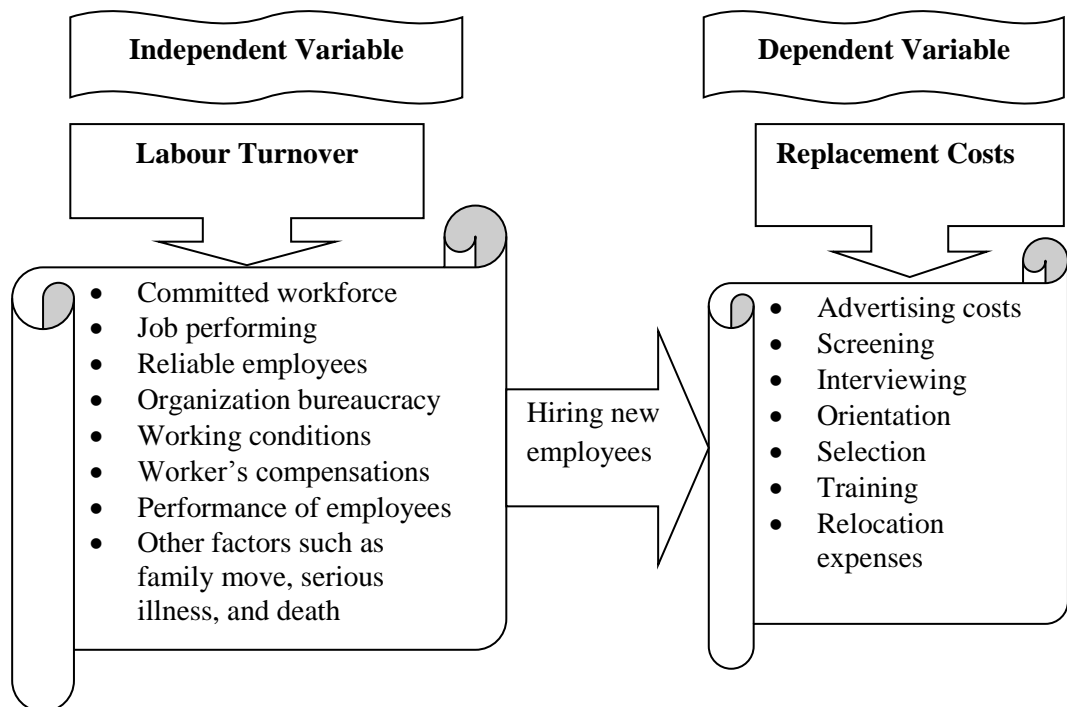 Independent Variable
Dependent Variable
Labour Turnover
Replacement Costs
• Committed workforce
• Job performing
• Reliable employees
• Organization bureaucracy
• Working conditions
• Worker’s compensations
• Performance of employees
• Other factors such as
family move, serious
illness, and death
Hiring new
employees
• Advertising costs
• Screening
• Interviewing
• Orientation
• Selection
• Training
• Relocation
expenses